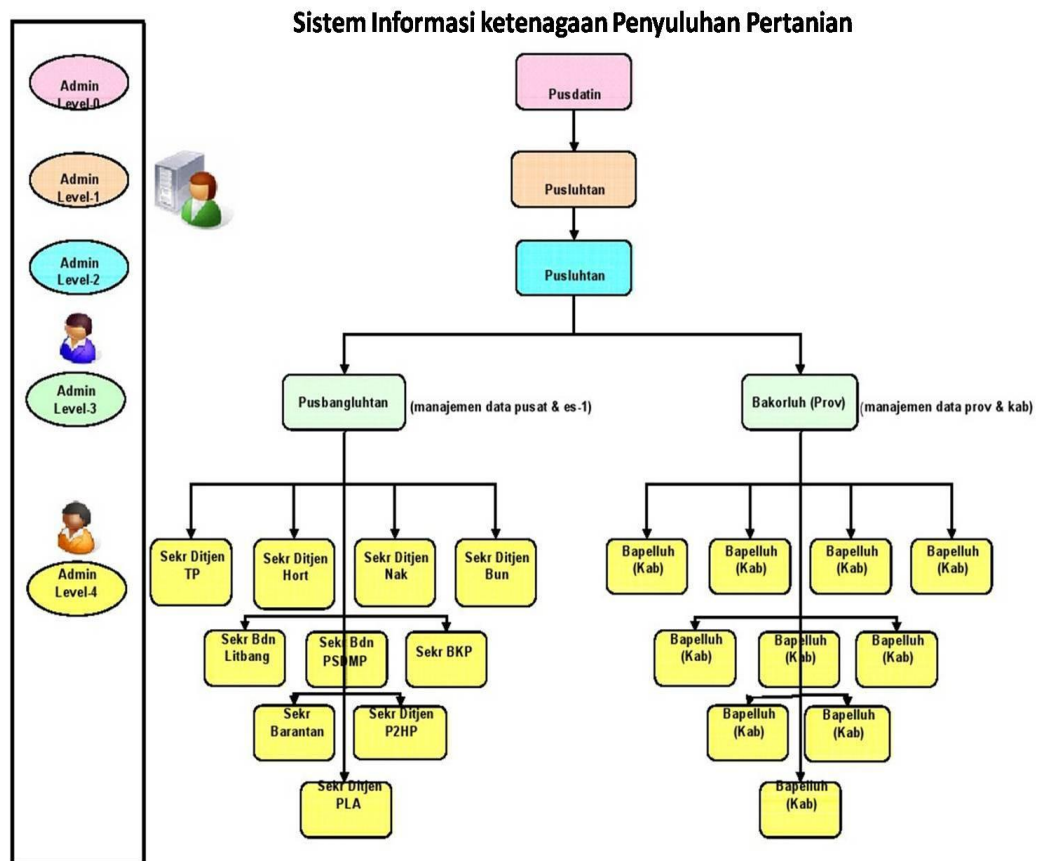 Sistem Informasi ketenagaan Penyuluhan Pertanian
Admin
Level-0
Admin
Level-1
Admin
Level-2
Admin
Level-3
Admin
Level-4
Pusdatin
Pusluhtan
Pusluhtan
Pusbangluhtan
(manajemen data pusat & es-1)
Bakorluh (Prov)
(manajemen data prov & kab)
Sekr Ditjen
TP
Sekr Ditjen
Hort
Sekr Ditjen
Nak
Sekr Ditjen
Bun
Bapelluh
(Kab)
Bapelluh
(Kab)
Bapelluh
(Kab)
Bapelluh
(Kab)
Sekr Bdn
Litbang
Sekr Bdn
PSDMP
Sekr BKP
Bapelluh
(Kab)
Bapelluh
(Kab)
Bapelluh
(Kab)
Sekr
Barantan
Sekr Ditjen
P2HP
Bapelluh
(Kab)
Bapelluh
(Kab)
Sekr Ditjen
PLA
Bapelluh
(Kab)